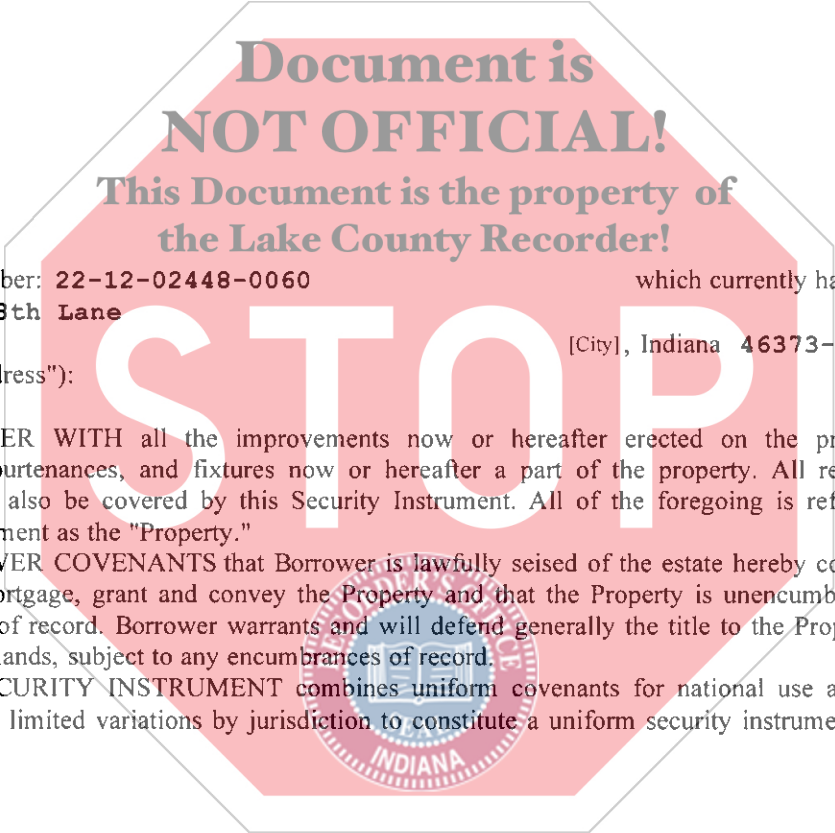 Document is
NOT OFFICIAL!
This Document is the property of
the Lake County Recorder!
ber: 22-12-02448-0060 which currently ha
8th Lane
[City], Indiana 46373-
ress"):
STOP
ER WITH all the improvements now or hereafter erected on the pr
urtenances, and fixtures now or hereafter a part of the property. All re
also be covered by this Security Instrument. All of the foregoing is ref
ment as the "Property."
VER COVENANTS that Borrower is lawfully seised of the estate hereby co
ortgage, grant and convey the Property and that the Property is unencumb
of record. Borrower warrants and will defend generally the title to the Prop
ands, subject to any encumbrances of record.
CURITY INSTRUMENT combines uniform covenants for national use a
limited variations by jurisdiction to constitute a uniform security instrume
RECORDER'S OFFICE
SEAL
INDIANA